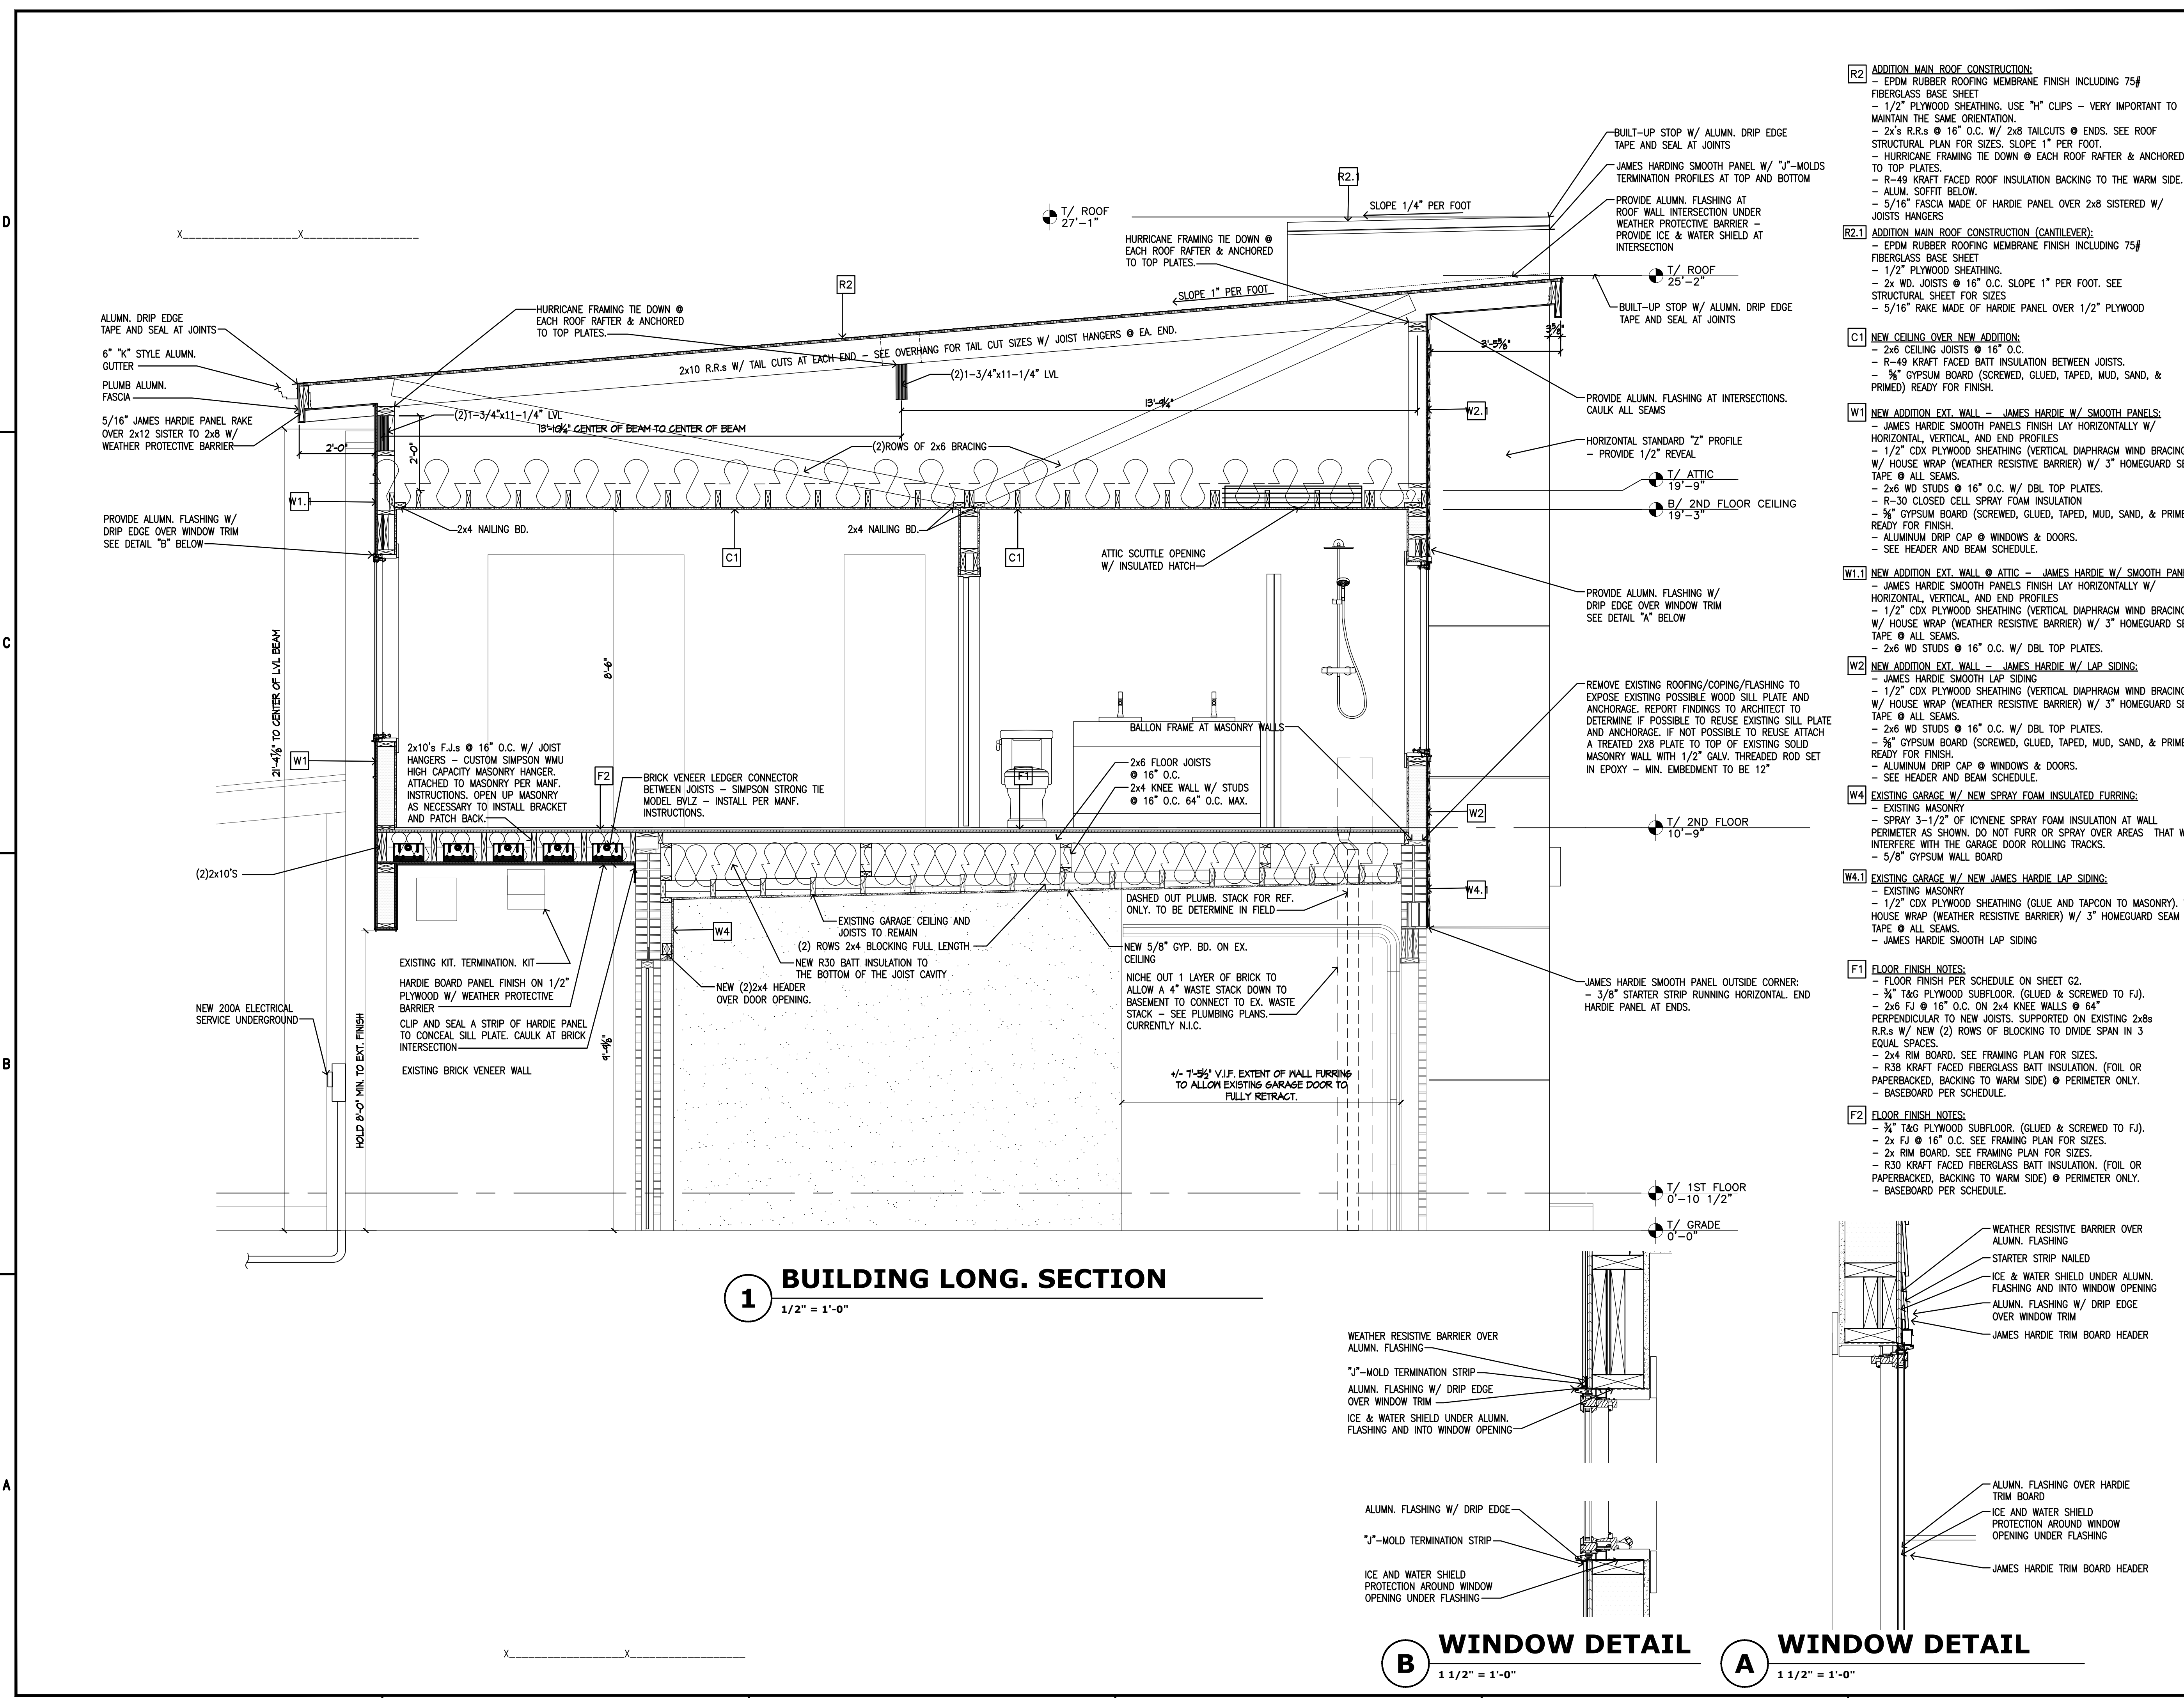 D
C
B
A
X__________________X__________________
ALUMN. DRIP EDGE
TAPE AND SEAL AT JOINTS
6" "K" STYLE ALUMN.
GUTTER
PLUMB ALUMN.
FASCIA
5/16" JAMES HARDIE PANEL RAKE
OVER 2x12 SISTER TO 2x8 W/
WEATHER PROTECTIVE BARRIER
W1.1
PROVIDE ALUMN. FLASHING W/
DRIP EDGE OVER WINDOW TRIM
SEE DETAIL "B" BELOW
21'-4⅞" TO CENTER OF LVL BEAM
W1
(2)2x10'S
NEW 200A ELECTRICAL
SERVICE UNDERGROUND
HOLD 8'-0" MIN. TO EXT. FINISH
HURRICANE FRAMING TIE DOWN @
EACH ROOF RAFTER & ANCHORED
TO TOP PLATES.
R2
2x10 R.R.s W/ TAIL CUTS AT EACH END - SEE OVERHANG FOR TAIL CUT SIZES W/ JOIST HANGERS @ EA. END.
SLOPE 1" PER FOOT
(2)1-3/4"x11-1/4" LVL
(2)1-3/4"x11-1/4" LVL
13'-10¼" CENTER OF BEAM TO CENTER OF BEAM
2'-0"
2'-0"
(2)ROWS OF 2x6 BRACING
2x4 NAILING BD.
2x4 NAILING BD.
C1
C1
ATTIC SCUTTLE OPENING
W/ INSULATED HATCH
T/ ROOF
27'-1"
HURRICANE FRAMING TIE DOWN @
EACH ROOF RAFTER & ANCHORED
TO TOP PLATES.
R2.1
SLOPE 1/4" PER FOOT
BUILT-UP STOP W/ ALUMN. DRIP EDGE
TAPE AND SEAL AT JOINTS
JAMES HARDING SMOOTH PANEL W/ "J"-MOLDS
TERMINATION PROFILES AT TOP AND BOTTOM
PROVIDE ALUMN. FLASHING AT
ROOF WALL INTERSECTION UNDER
WEATHER PROTECTIVE BARRIER -
PROVIDE ICE & WATER SHIELD AT
INTERSECTION
T/ ROOF
25'-2"
BUILT-UP STOP W/ ALUMN. DRIP EDGE
TAPE AND SEAL AT JOINTS
3⅝"
3'-5⅝"
PROVIDE ALUMN. FLASHING AT INTERSECTIONS.
CAULK ALL SEAMS
W2.1
HORIZONTAL STANDARD "Z" PROFILE
- PROVIDE 1/2" REVEAL
T/ ATTIC
19'-9"
B/ 2ND FLOOR CEILING
19'-3"
PROVIDE ALUMN. FLASHING W/
DRIP EDGE OVER WINDOW TRIM
SEE DETAIL "A" BELOW
8'-6"
REMOVE EXISTING ROOFING/COPING/FLASHING TO
EXPOSE EXISTING POSSIBLE WOOD SILL PLATE AND
ANCHORAGE. REPORT FINDINGS TO ARCHITECT TO
DETERMINE IF POSSIBLE TO REUSE EXISTING SILL PLATE
AND ANCHORAGE. IF NOT POSSIBLE TO REUSE ATTACH
A TREATED 2X8 PLATE TO TOP OF EXISTING SOLID
MASONRY WALL WITH 1/2" GALV. THREADED ROD SET
IN EPOXY - MIN. EMBEDMENT TO BE 12"
BALLON FRAME AT MASONRY WALLS
2x10's F.J.s @ 16" O.C. W/ JOIST
HANGERS - CUSTOM SIMPSON WMU
HIGH CAPACITY MASONRY HANGER.
ATTACHED TO MASONRY PER MANF.
INSTRUCTIONS. OPEN UP MASONRY
AS NECESSARY TO INSTALL BRACKET
AND PATCH BACK.
F2
BRICK VENEER LEDGER CONNECTOR
BETWEEN JOISTS - SIMPSON STRONG TIE
MODEL BVLZ - INSTALL PER MANF.
INSTRUCTIONS.
F1
2x6 FLOOR JOISTS
@ 16" O.C.
2x4 KNEE WALL W/ STUDS
@ 16" O.C. 64" O.C. MAX.
W2
T/ 2ND FLOOR
10'-9"
W4.1
DASHED OUT PLUMB. STACK FOR REF.
ONLY. TO BE DETERMINE IN FIELD
EXISTING GARAGE CEILING AND
JOISTS TO REMAIN
W4
(2) ROWS 2x4 BLOCKING FULL LENGTH
NEW R30 BATT INSULATION TO
THE BOTTOM OF THE JOIST CAVITY
NEW (2)2x4 HEADER
OVER DOOR OPENING.
NEW 5/8" GYP. BD. ON EX.
CEILING
NICHE OUT 1 LAYER OF BRICK TO
ALLOW A 4" WASTE STACK DOWN TO
BASEMENT TO CONNECT TO EX. WASTE
STACK - SEE PLUMBING PLANS.
CURRENTLY N.I.C.
EXISTING KIT. TERMINATION. KIT
HARDIE BOARD PANEL FINISH ON 1/2"
PLYWOOD W/ WEATHER PROTECTIVE
BARRIER
CLIP AND SEAL A STRIP OF HARDIE PANEL
TO CONCEAL SILL PLATE. CAULK AT BRICK
INTERSECTION
EXISTING BRICK VENEER WALL
JAMES HARDIE SMOOTH PANEL OUTSIDE CORNER:
- 3/8" STARTER STRIP RUNNING HORIZONTAL. END
HARDIE PANEL AT ENDS.
+/- 7'-5½" V.I.F. EXTENT OF WALL FURRING
TO ALLOW EXISTING GARAGE DOOR TO
FULLY RETRACT.
T/ 1ST FLOOR
0'-10 1/2"
T/ GRADE
0'-0"
1
BUILDING LONG. SECTION
1/2" = 1'-0"
R2
ADDITION MAIN ROOF CONSTRUCTION:
- EPDM RUBBER ROOFING MEMBRANE FINISH INCLUDING 75#
FIBERGLASS BASE SHEET
- 1/2" PLYWOOD SHEATHING. USE "H" CLIPS - VERY IMPORTANT TO
MAINTAIN THE SAME ORIENTATION.
- 2x's R.R.s @ 16" O.C. W/ 2x8 TAILCUTS @ ENDS. SEE ROOF
STRUCTURAL PLAN FOR SIZES. SLOPE 1" PER FOOT.
- HURRICANE FRAMING TIE DOWN @ EACH ROOF RAFTER & ANCHORED
TO TOP PLATES.
- R-49 KRAFT FACED ROOF INSULATION BACKING TO THE WARM SIDE.
- ALUM. SOFFIT BELOW.
- 5/16" FASCIA MADE OF HARDIE PANEL OVER 2x8 SISTERED W/
JOISTS HANGERS
R2.1
ADDITION MAIN ROOF CONSTRUCTION (CANTILEVER):
- EPDM RUBBER ROOFING MEMBRANE FINISH INCLUDING 75#
FIBERGLASS BASE SHEET
- 1/2" PLYWOOD SHEATHING.
- 2x WD. JOISTS @ 16" O.C. SLOPE 1" PER FOOT. SEE
STRUCTURAL SHEET FOR SIZES
- 5/16" RAKE MADE OF HARDIE PANEL OVER 1/2" PLYWOOD
C1
NEW CEILING OVER NEW ADDITION:
- 2x6 CEILING JOISTS @ 16" O.C.
- R-49 KRAFT FACED BATT INSULATION BETWEEN JOISTS.
- ⅝" GYPSUM BOARD (SCREWED, GLUED, TAPED, MUD, SAND, &
PRIMED) READY FOR FINISH.
W1
NEW ADDITION EXT. WALL - JAMES HARDIE W/ SMOOTH PANELS:
- JAMES HARDIE SMOOTH PANELS FINISH LAY HORIZONTALLY W/
HORIZONTAL, VERTICAL, AND END PROFILES
- 1/2" CDX PLYWOOD SHEATHING (VERTICAL DIAPHRAGM WIND BRACING
W/ HOUSE WRAP (WEATHER RESISTIVE BARRIER) W/ 3" HOMEGUARD SE
TAPE @ ALL SEAMS.
- 2x6 WD STUDS @ 16" O.C. W/ DBL TOP PLATES.
- R-30 CLOSED CELL SPRAY FOAM INSULATION
- ⅝" GYPSUM BOARD (SCREWED, GLUED, TAPED, MUD, SAND, & PRIME
READY FOR FINISH.
- ALUMINUM DRIP CAP @ WINDOWS & DOORS.
- SEE HEADER AND BEAM SCHEDULE.
W1.1
NEW ADDITION EXT. WALL @ ATTIC - JAMES HARDIE W/ SMOOTH PANE
- JAMES HARDIE SMOOTH PANELS FINISH LAY HORIZONTALLY W/
HORIZONTAL, VERTICAL, AND END PROFILES
- 1/2" CDX PLYWOOD SHEATHING (VERTICAL DIAPHRAGM WIND BRACING
W/ HOUSE WRAP (WEATHER RESISTIVE BARRIER) W/ 3" HOMEGUARD SE
TAPE @ ALL SEAMS.
- 2x6 WD STUDS @ 16" O.C. W/ DBL TOP PLATES.
W2
NEW ADDITION EXT. WALL - JAMES HARDIE W/ LAP SIDING:
- JAMES HARDIE SMOOTH LAP SIDING
- 1/2" CDX PLYWOOD SHEATHING (VERTICAL DIAPHRAGM WIND BRACING
W/ HOUSE WRAP (WEATHER RESISTIVE BARRIER) W/ 3" HOMEGUARD SE
TAPE @ ALL SEAMS.
- 2x6 WD STUDS @ 16" O.C. W/ DBL TOP PLATES.
- ⅝" GYPSUM BOARD (SCREWED, GLUED, TAPED, MUD, SAND, & PRIME
READY FOR FINISH.
- ALUMINUM DRIP CAP @ WINDOWS & DOORS.
- SEE HEADER AND BEAM SCHEDULE.
W4
EXISTING GARAGE W/ NEW SPRAY FOAM INSULATED FURRING:
- EXISTING MASONRY
- SPRAY 3-1/2" OF ICYNENE SPRAY FOAM INSULATION AT WALL
PERIMETER AS SHOWN. DO NOT FURR OR SPRAY OVER AREAS THAT W
INTERFERE WITH THE GARAGE DOOR ROLLING TRACKS.
- 5/8" GYPSUM WALL BOARD
W4.1
EXISTING GARAGE W/ NEW JAMES HARDIE LAP SIDING:
- EXISTING MASONRY
- 1/2" CDX PLYWOOD SHEATHING (GLUE AND TAPCON TO MASONRY).
HOUSE WRAP (WEATHER RESISTIVE BARRIER) W/ 3" HOMEGUARD SEAM
TAPE @ ALL SEAMS.
- JAMES HARDIE SMOOTH LAP SIDING
F1
FLOOR FINISH NOTES:
- FLOOR FINISH PER SCHEDULE ON SHEET G2.
- ¾" T&G PLYWOOD SUBFLOOR. (GLUED & SCREWED TO FJ).
- 2x6 FJ @ 16" O.C. ON 2x4 KNEE WALLS @ 64"
PERPENDICULAR TO NEW JOISTS. SUPPORTED ON EXISTING 2x8s
R.R.s W/ NEW (2) ROWS OF BLOCKING TO DIVIDE SPAN IN 3
EQUAL SPACES.
- 2x4 RIM BOARD. SEE FRAMING PLAN FOR SIZES.
- R38 KRAFT FACED FIBERGLASS BATT INSULATION. (FOIL OR
PAPERBACKED, BACKING TO WARM SIDE) @ PERIMETER ONLY.
- BASEBOARD PER SCHEDULE.
F2
FLOOR FINISH NOTES:
- ¾" T&G PLYWOOD SUBFLOOR. (GLUED & SCREWED TO FJ).
- 2x FJ @ 16" O.C. SEE FRAMING PLAN FOR SIZES.
- 2x RIM BOARD. SEE FRAMING PLAN FOR SIZES.
- R30 KRAFT FACED FIBERGLASS BATT INSULATION. (FOIL OR
PAPERBACKED, BACKING TO WARM SIDE) @ PERIMETER ONLY.
- BASEBOARD PER SCHEDULE.
WEATHER RESISTIVE BARRIER OVER
ALUMN. FLASHING
"J"-MOLD TERMINATION STRIP
ALUMN. FLASHING W/ DRIP EDGE
OVER WINDOW TRIM
ICE & WATER SHIELD UNDER ALUMN.
FLASHING AND INTO WINDOW OPENING
ALUMN. FLASHING W/ DRIP EDGE
"J"-MOLD TERMINATION STRIP
ICE AND WATER SHIELD
PROTECTION AROUND WINDOW
OPENING UNDER FLASHING
B
WINDOW DETAIL
1 1/2" = 1'-0"
WEATHER RESISTIVE BARRIER OVER
ALUMN. FLASHING
STARTER STRIP NAILED
ICE & WATER SHIELD UNDER ALUMN.
FLASHING AND INTO WINDOW OPENING
ALUMN. FLASHING W/ DRIP EDGE
OVER WINDOW TRIM
JAMES HARDIE TRIM BOARD HEADER
ALUMN. FLASHING OVER HARDIE
TRIM BOARD
ICE AND WATER SHIELD
PROTECTION AROUND WINDOW
OPENING UNDER FLASHING
JAMES HARDIE TRIM BOARD HEADER
A
WINDOW DETAIL
1 1/2" = 1'-0"
X__________________X__________________